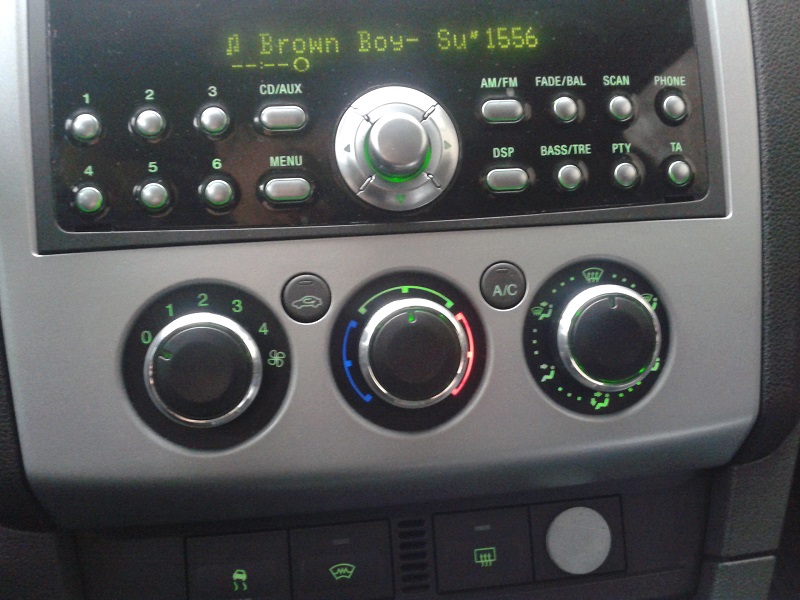 Brown Boy- Su 1556
--:--
1 2 3 CD/AUX AM/FM FADE/BAL SCAN PHONE
4 5 6 MENU DSP BASS/TRE PTY TA
0 1 2 3 4
A/C